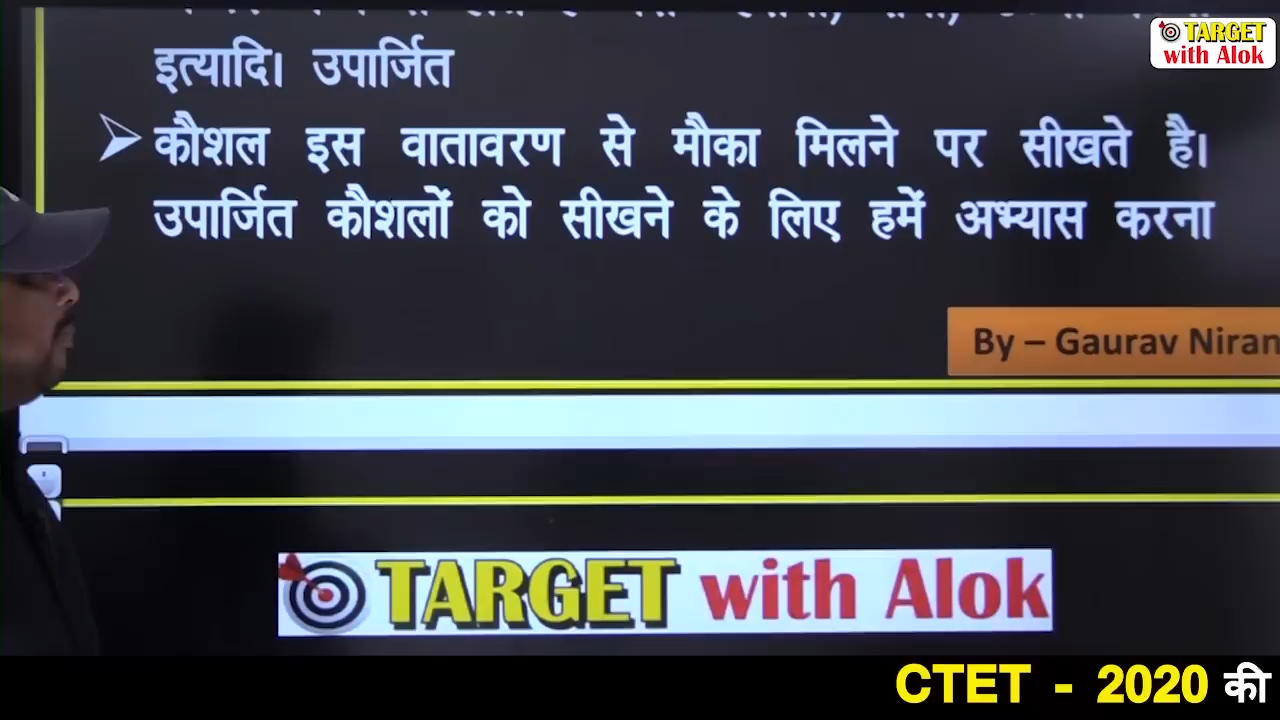 TARGET
with Alok
इत्यादि। उपार्जित
कौशल इस वातावरण से मौका मिलने पर सीखते है।
उपार्जित कौशलों को सीखने के लिए हमें अभ्यास करना
By – Gaurav
TARGET with Alok
CTET - 2020 की